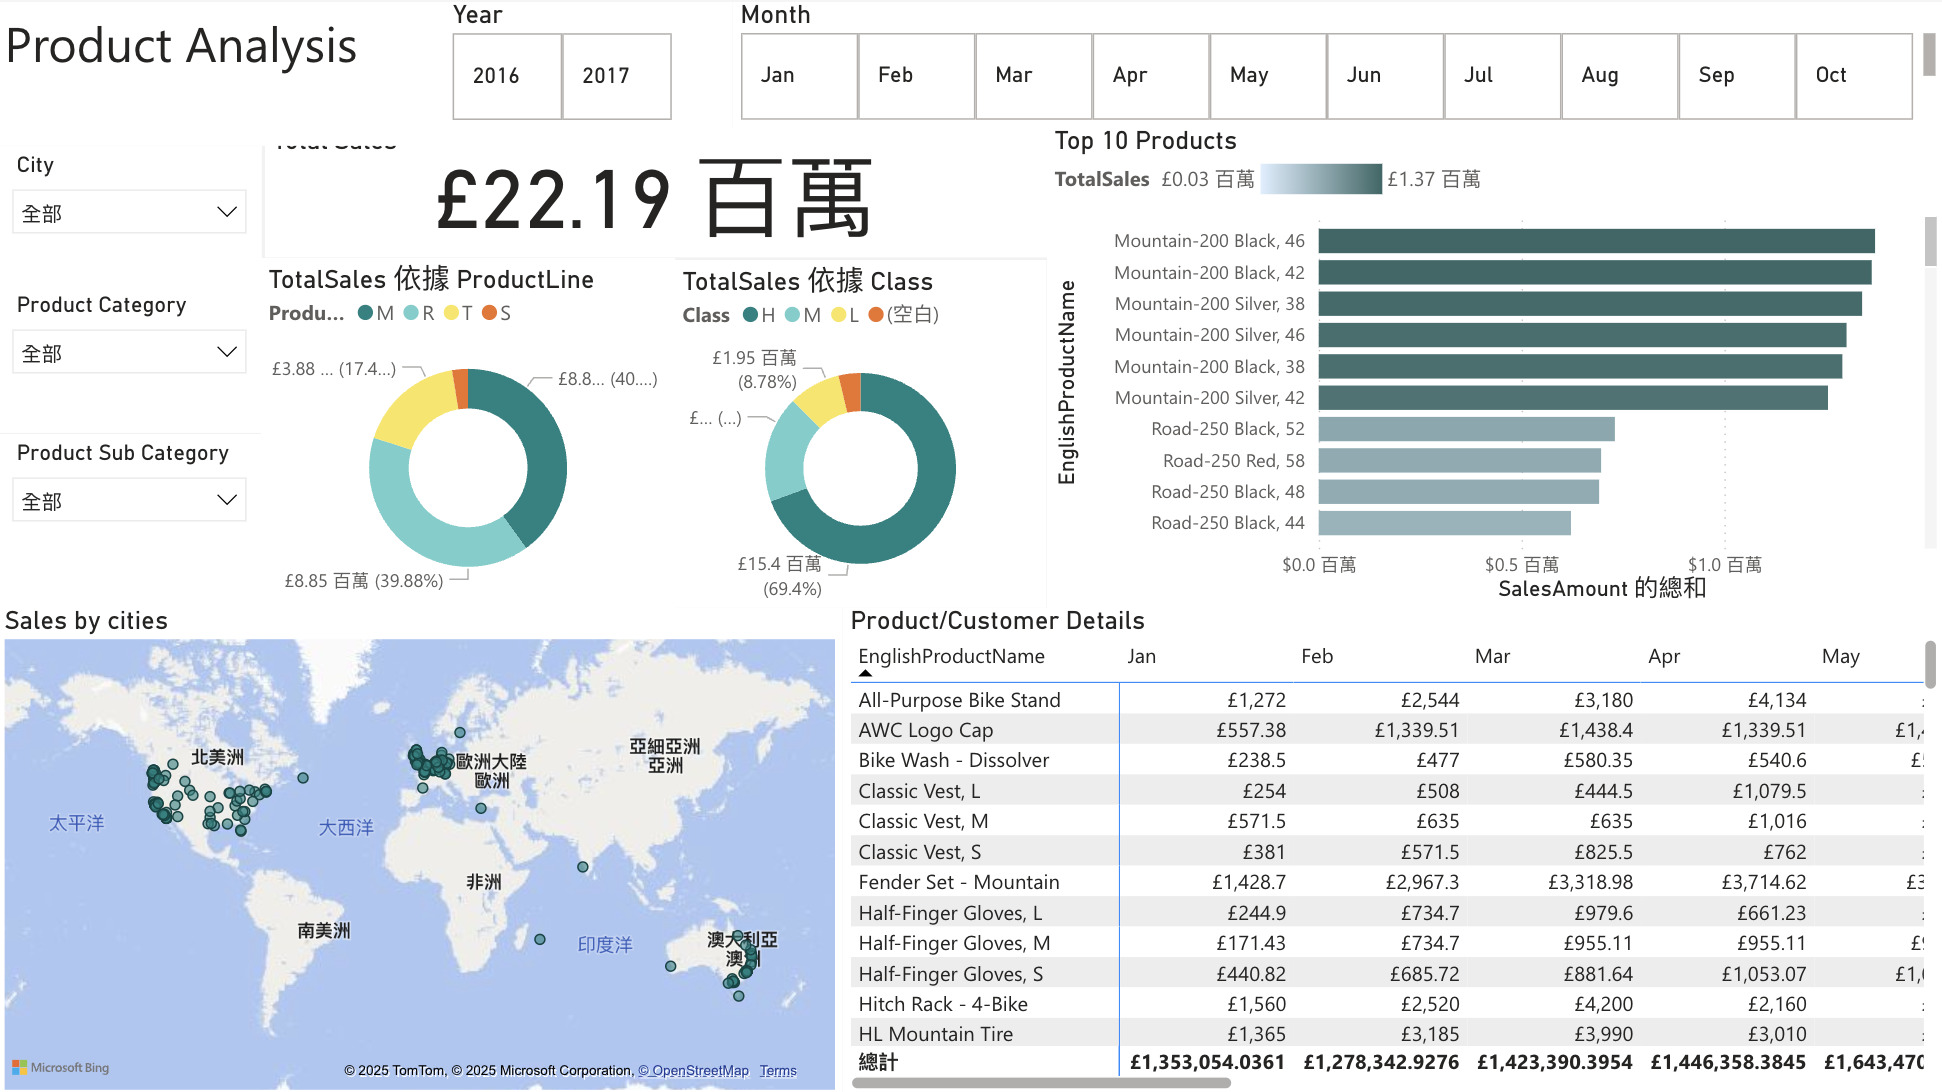 Product Analysis
Year
2016 2017
Month
Jan Feb Mar Apr May Jun Jul Aug Sep Oct
City
全部
Product Category
全部
Product Sub Category
全部
Total Sales
£22.19 百萬
TotalSales 依據 ProductLine
Produ... M R T S
£3.88 ... (17.4...)
£8.8... (40....)
£8.85 百萬 (39.88%)
TotalSales 依據 Class
Class H M L (空白)
£1.95 百萬
(8.78%)
£... (...)
£15.4 百萬
(69.4%)
Top 10 Products
TotalSales £0.03 百萬 £1.37 百萬
EnglishProductName
Mountain-200 Black, 46
Mountain-200 Black, 42
Mountain-200 Silver, 38
Mountain-200 Silver, 46
Mountain-200 Black, 38
Mountain-200 Silver, 42
Road-250 Black, 52
Road-250 Red, 58
Road-250 Black, 48
Road-250 Black, 44
$0.0 百萬 $0.5 百萬 $1.0 百萬
SalesAmount 的總和
Sales by cities
北美洲
歐洲大陸
歐洲
亞細亞洲
亞洲
太平洋
大西洋
非洲
南美洲
印度洋
澳大利亞
澳洲
Microsoft Bing
© 2025 TomTom, © 2025 Microsoft Corporation, © OpenStreetMap Terms
Product/Customer Details
EnglishProductName Jan Feb Mar Apr May
All-Purpose Bike Stand £1,272 £2,544 £3,180 £4,134
AWC Logo Cap £557.38 £1,339.51 £1,438.4 £1,339.51
Bike Wash - Dissolver £238.5 £477 £580.35 £540.6
Classic Vest, L £254 £508 £444.5 £1,079.5
Classic Vest, M £571.5 £635 £635 £1,016
Classic Vest, S £381 £571.5 £825.5 £762
Fender Set - Mountain £1,428.7 £2,967.3 £3,318.98 £3,714.62
Half-Finger Gloves, L £244.9 £734.7 £979.6 £661.23
Half-Finger Gloves, M £171.43 £734.7 £955.11 £955.11
Half-Finger Gloves, S £440.82 £685.72 £881.64 £1,053.07
Hitch Rack - 4-Bike £1,560 £2,520 £4,200 £2,160
HL Mountain Tire £1,365 £3,185 £3,990 £3,010
總計 £1,353,054.0361 £1,278,342.9276 £1,423,390.3954 £1,446,358.3845 £1,643,470